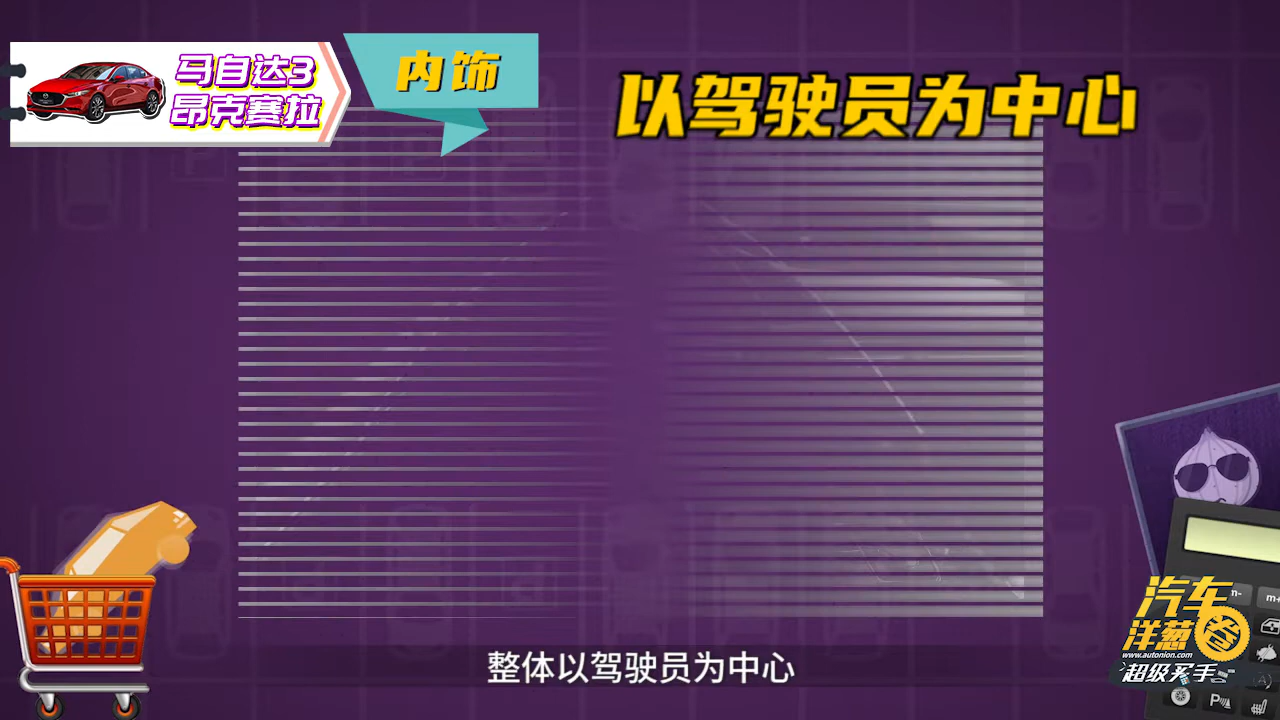 马自达3
昂克赛拉
内饰
以驾驶员为中心
整体以驾驶员为中心
汽车
洋葱圈
www.autonion.com
超级买手
n-
m+
P